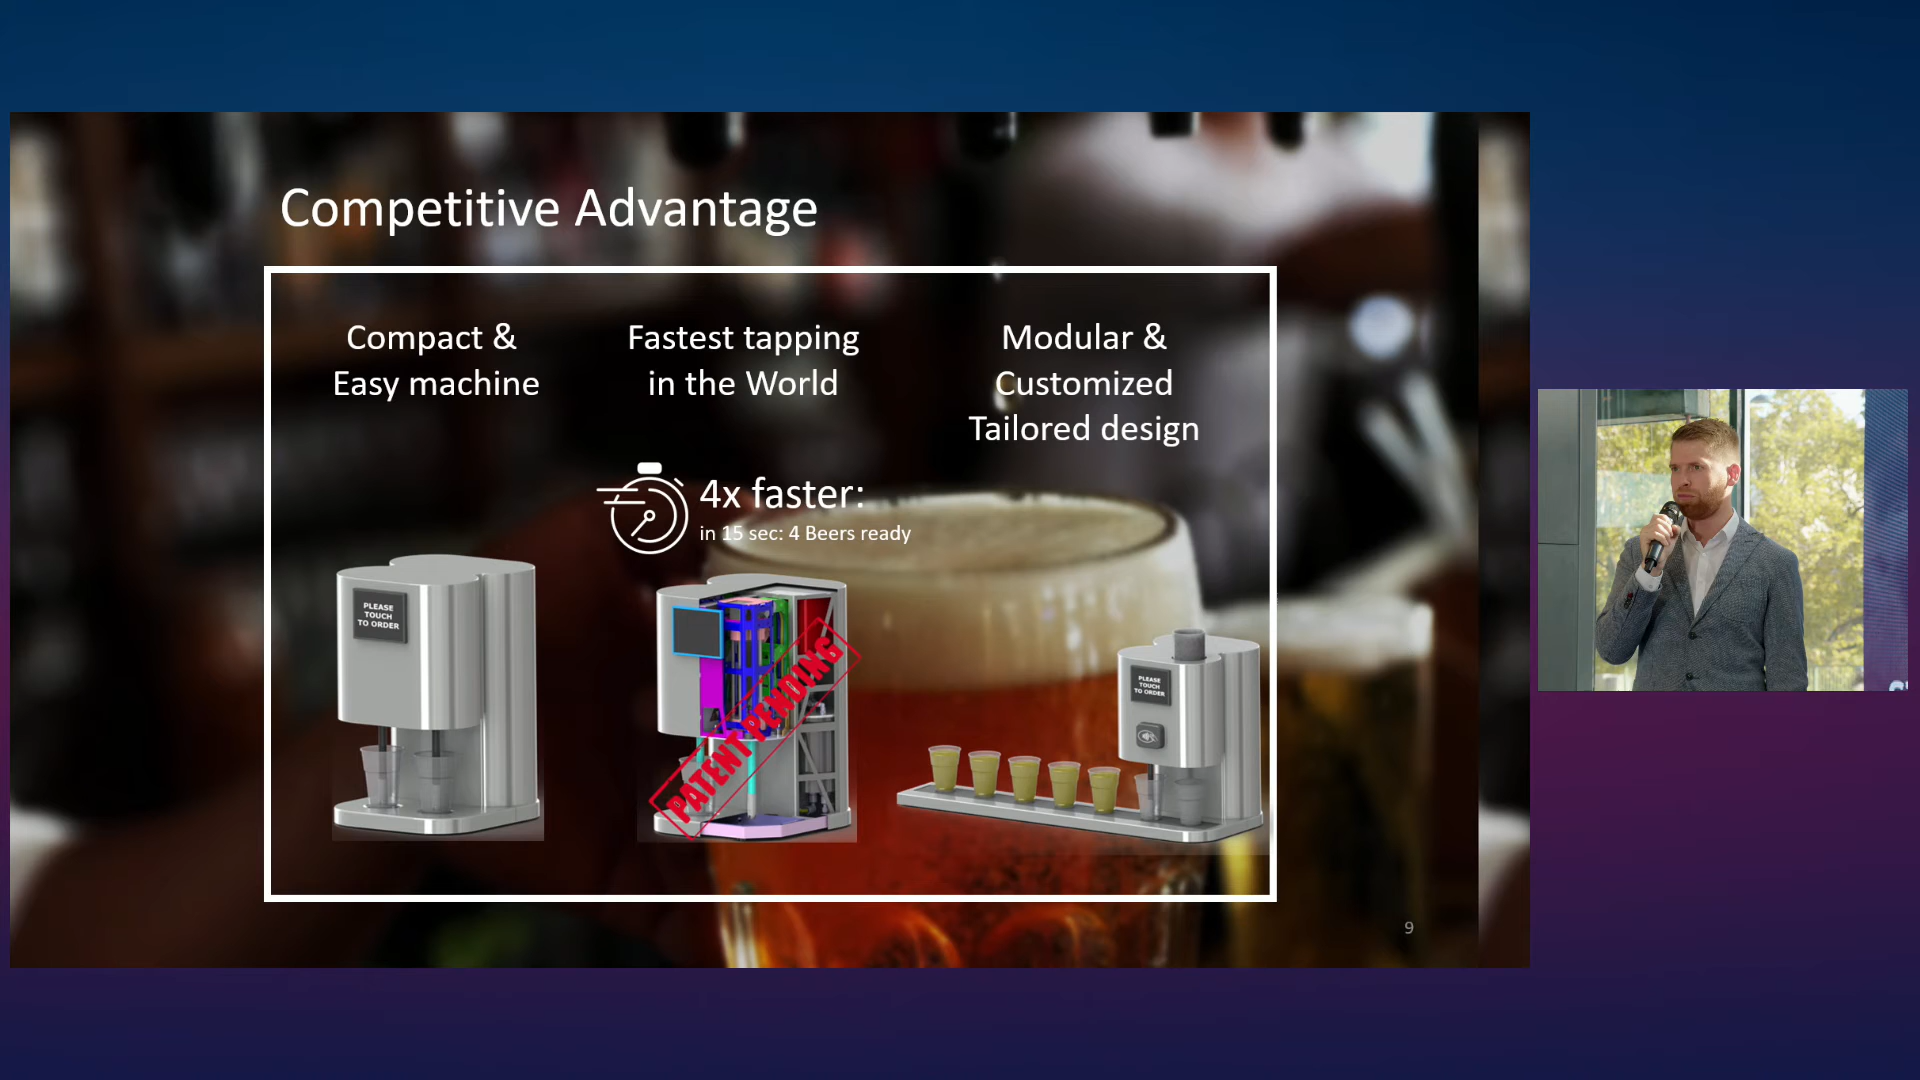 Competitive Advantage
Compact &
Easy machine
Fastest tapping
in the World
Modular &
Customized
Tailored design
4x faster:
in 15 sec: 4 Beers ready
PLEASE
TOUCH
TO ORDER
PATENT PENDING
PLEASE
TOUCH
TO ORDER
9